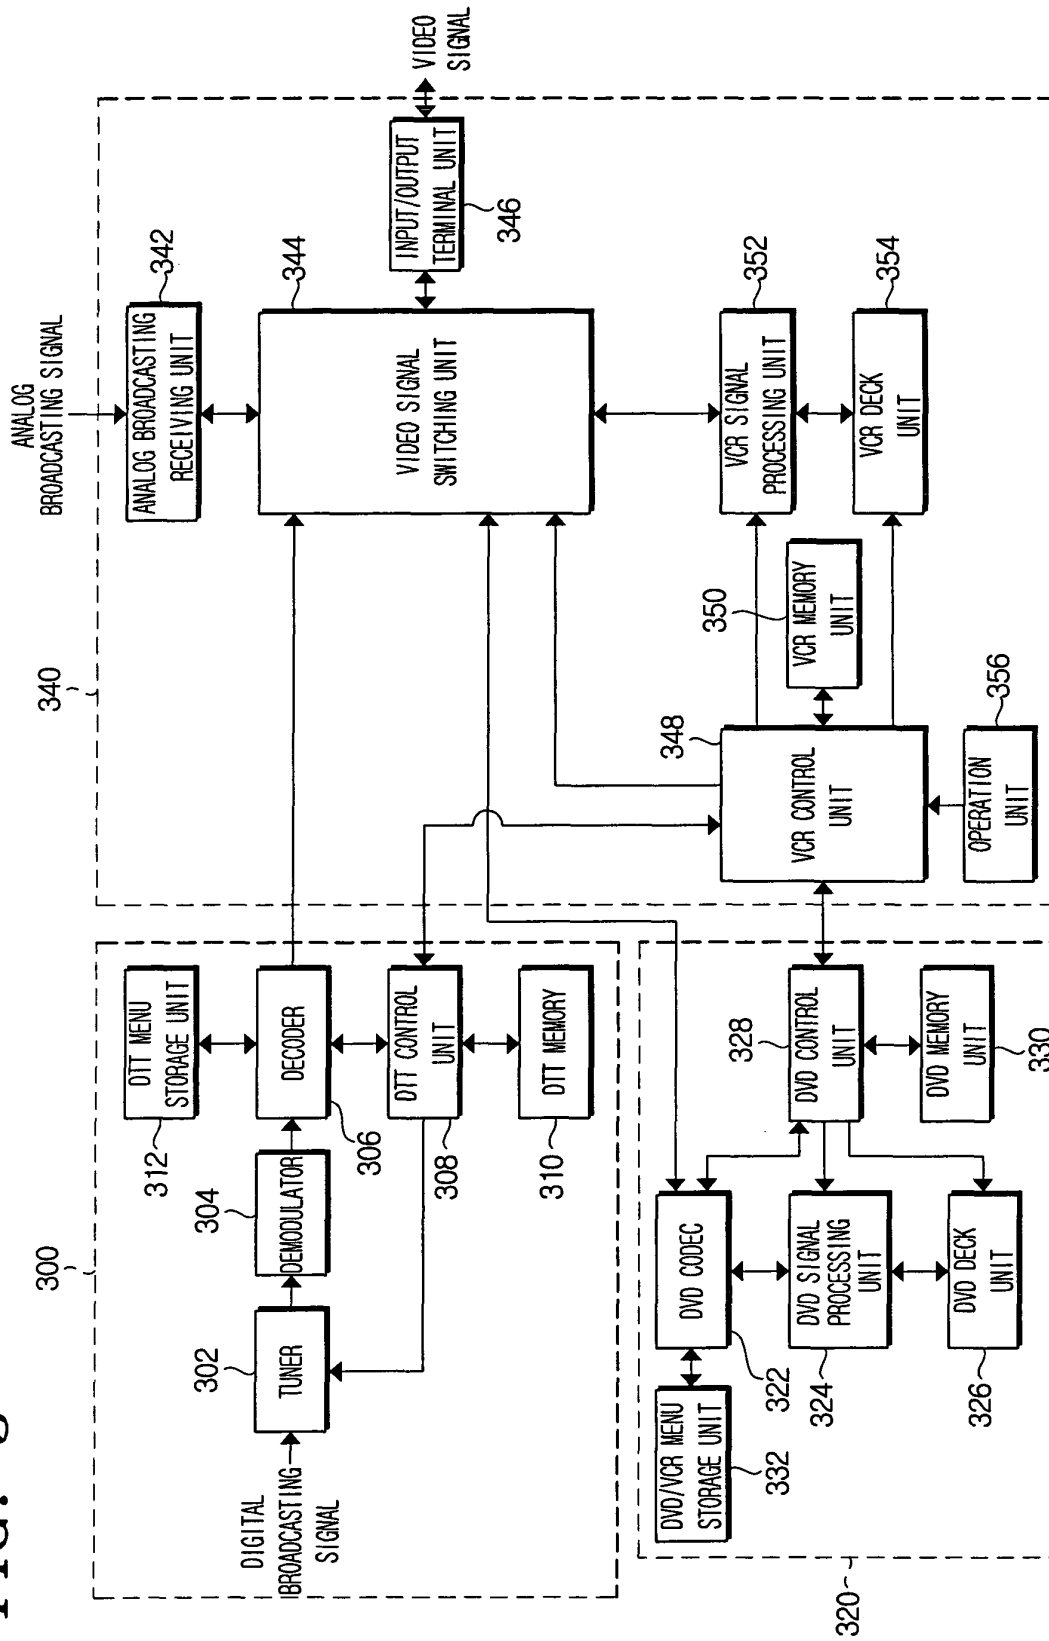 FIG.
300
340
DIGITAL
BROADCASTING
SIGNAL
302
TUNER
304
DEMODULATOR
312
DTT MENU
STORAGE UNIT
DECODER
306
DTT CONTROL
UNIT
308
DTT MEMORY
310
ANALOG
BROADCASTING SIGNAL
ANALOG BROADCASTING
RECEIVING UNIT
342
VIDEO SIGNAL
SWITCHING UNIT
344
INPUT/OUTPUT
TERMINAL UNIT
346
VIDEO
SIGNAL
320
DVD/VCR MENU
STORAGE UNIT
332
DVD CODEC
322
DVD SIGNAL
PROCESSING
UNIT
324
DVD DECK
UNIT
326
328
DVD CONTROL
UNIT
DVD MEMORY
UNIT
330
348
VCR CONTROL
UNIT
350
VCR MEMORY
UNIT
VCR SIGNAL
PROCESSING UNIT
352
VCR DECK
UNIT
354
OPERATION
UNIT
356